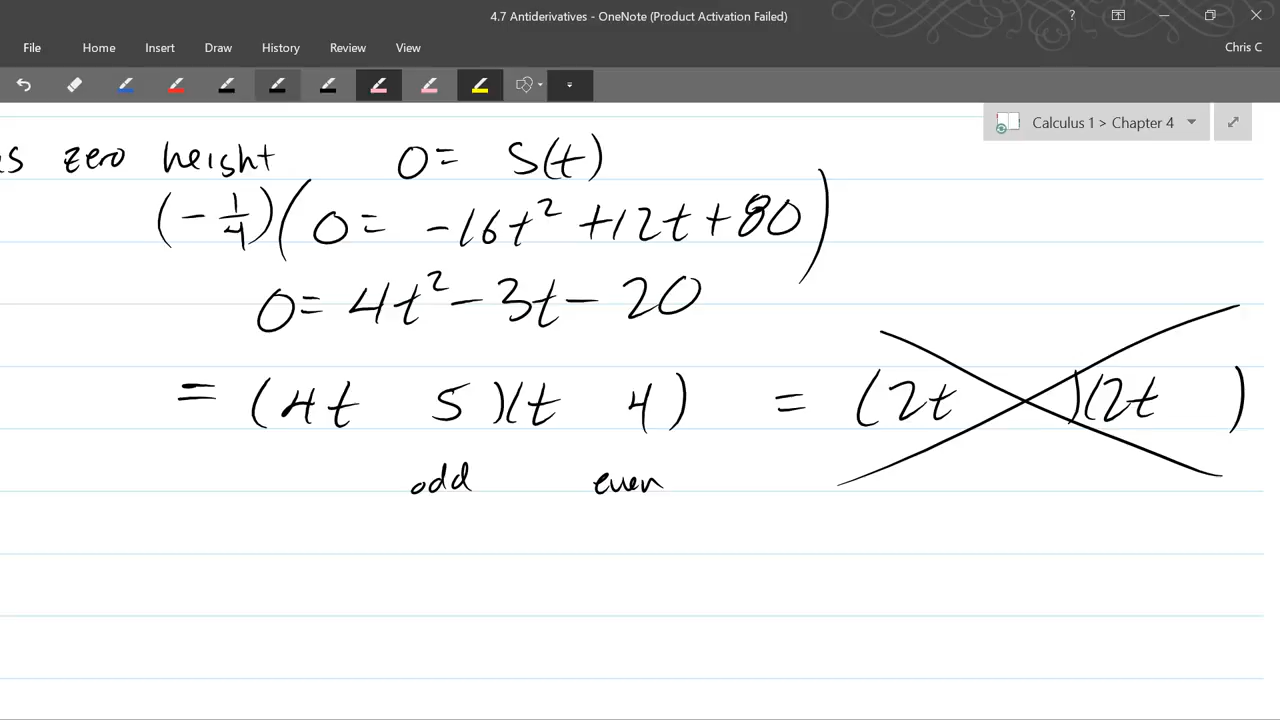 4.7 Antiderivatives - OneNote (Product Activation Failed)
?
File Home Insert Draw History Review View
Chris C
Calculus 1 > Chapter 4
s zero height 0 = S(t)
(-1/4)(0 = -16t² + 12t + 80)
0 = 4t² - 3t - 20
= (4t 5)(t 4) = (2t )(2t )
odd even